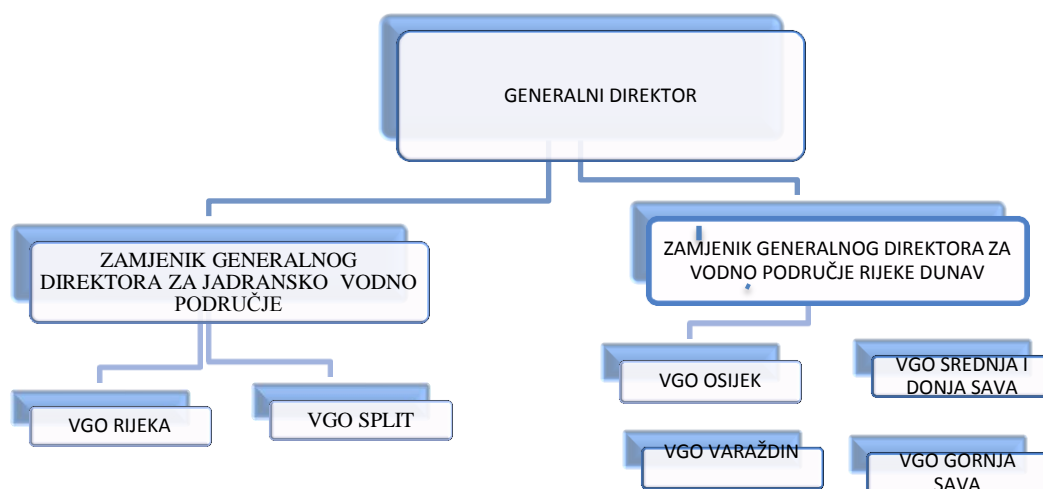 GENERALNI DIREKTOR
ZAMJENIK GENERALNOG
DIREKTORA ZA JADRANSKO VODNO
PODRUČJE
ZAMJENIK GENERALNOG DIREKTORA ZA
VODNO PODRUČJE RIJEKE DUNAV
VGO RIJEKA
VGO SPLIT
VGO OSIJEK
VGO SREDNJA I
DONJA SAVA
VGO VARAŽDIN
VGO GORNJA
SAVA